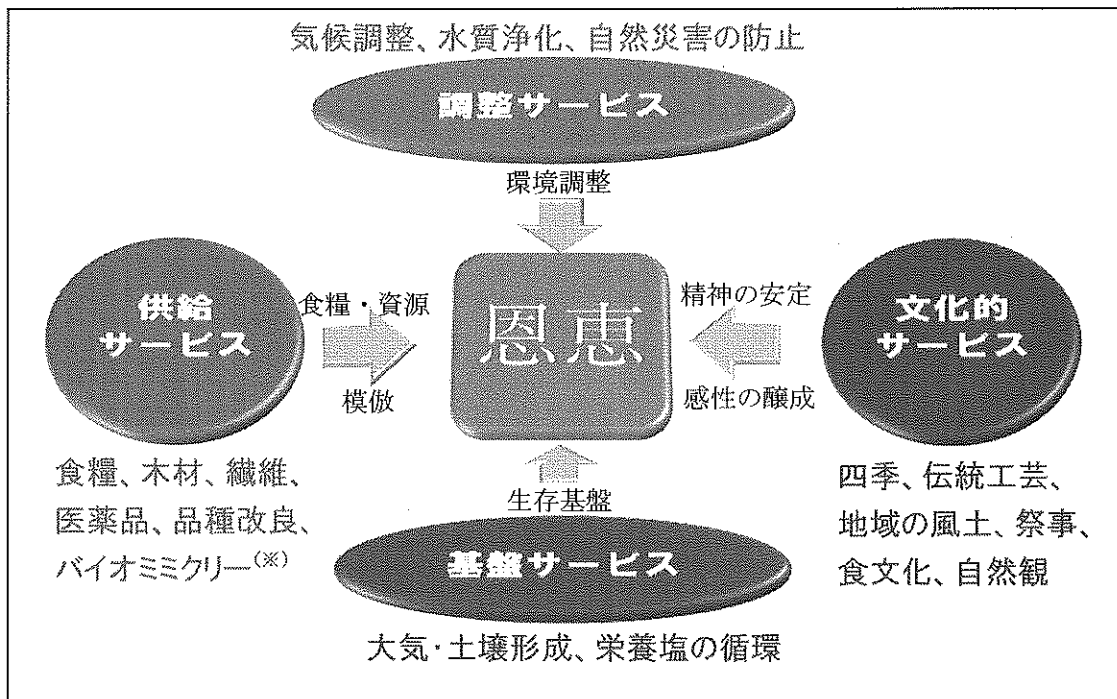 気候調整、水質浄化、自然災害の防止
調整サービス
環境調整
供給
サービス
食糧・資源
模倣
恩恵
精神の安定
感性の醸成
文化的
サービス
食糧、木材、繊維、
医薬品、品種改良、
バイオミミクリー(※)
生存基盤
基盤サービス
大気・土壌形成、栄養塩の循環
四季、伝統工芸、
地域の風土、祭事、
食文化、自然観